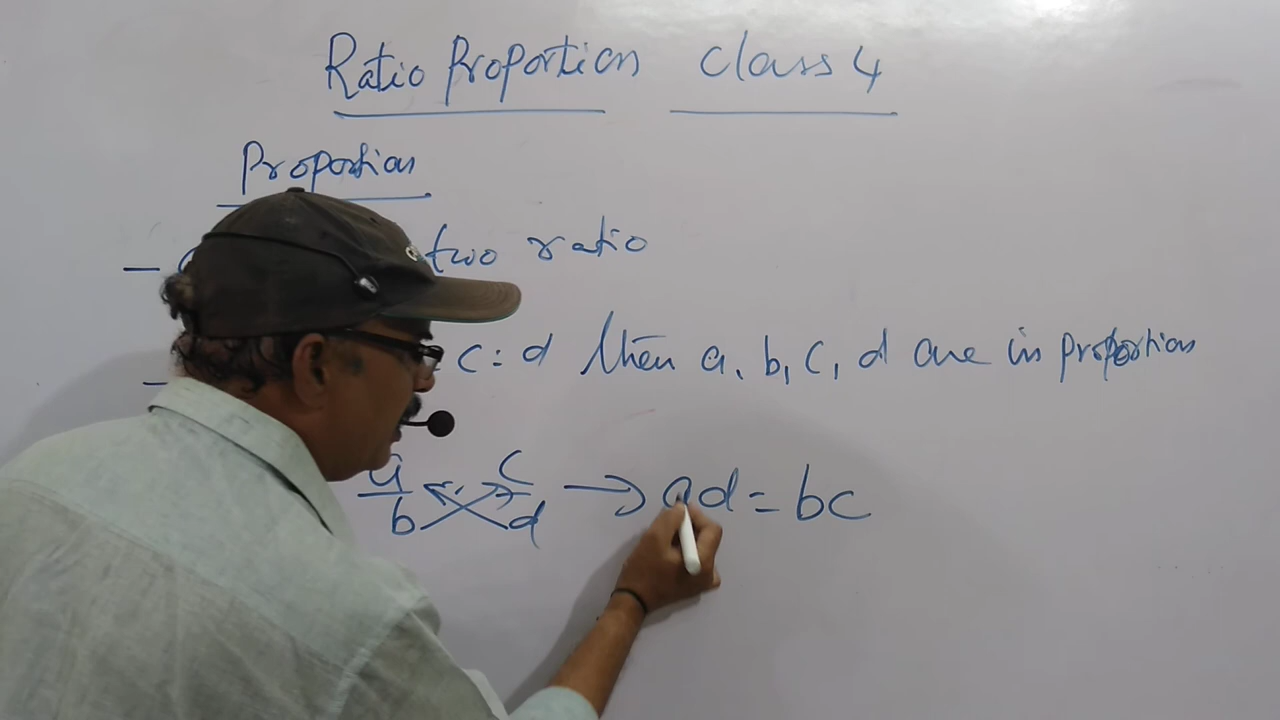 Ratio Proportion Class 4
Proportion
- two ratio
- c:d then a, b, c, d are in proportion
a/b c/d → ad = bc